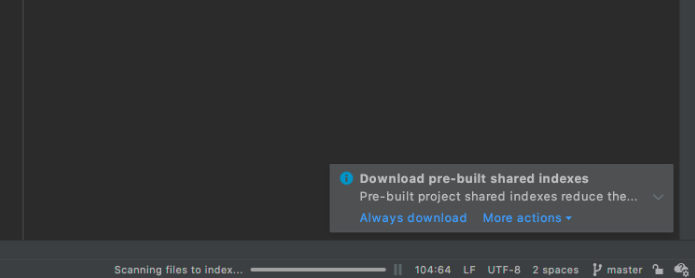 Download pre-built shared indexes
Pre-built project shared indexes reduce the...
Always download More actions
Scanning files to index... 104:64 LF UTF-8 2 spaces master